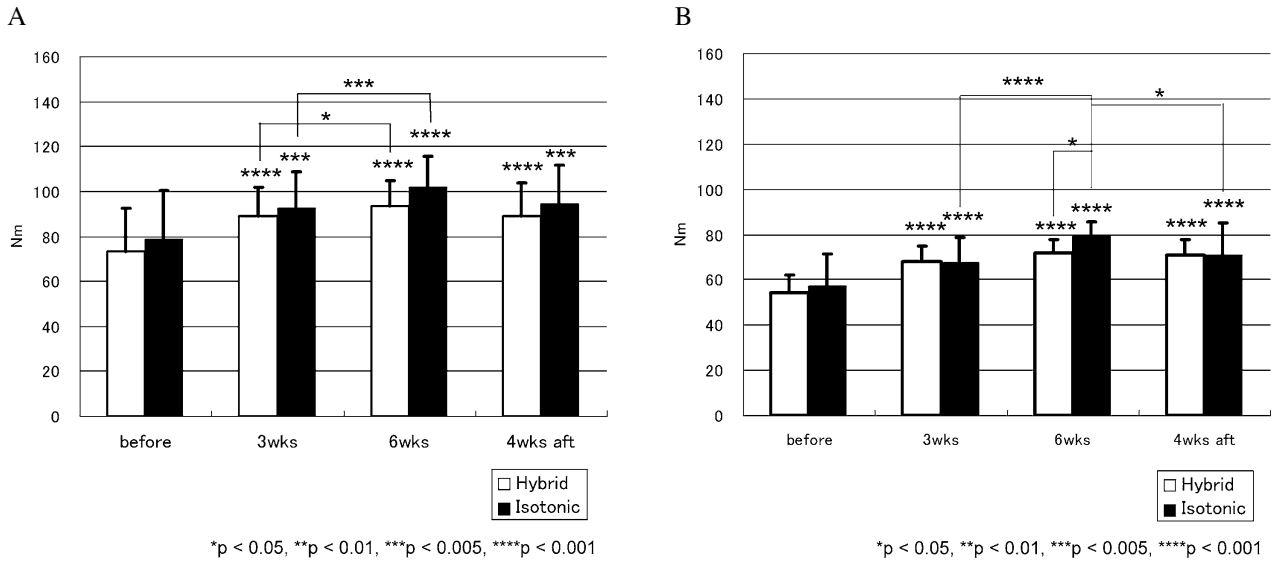 A
160
140
120
100
80
60
40
20
0
Nm
***
*
**** *** **** **** **** ***
before 3wks 6wks 4wks aft
Hybrid
Isotonic
*p < 0.05, **p < 0.01, ***p < 0.005, ****p < 0.001
B
160
140
120
100
80
60
40
20
0
Nm
****
*
*
**** **** **** **** **** ****
before 3wks 6wks 4wks aft
Hybrid
Isotonic
*p < 0.05, **p < 0.01, ***p < 0.005, ****p < 0.001